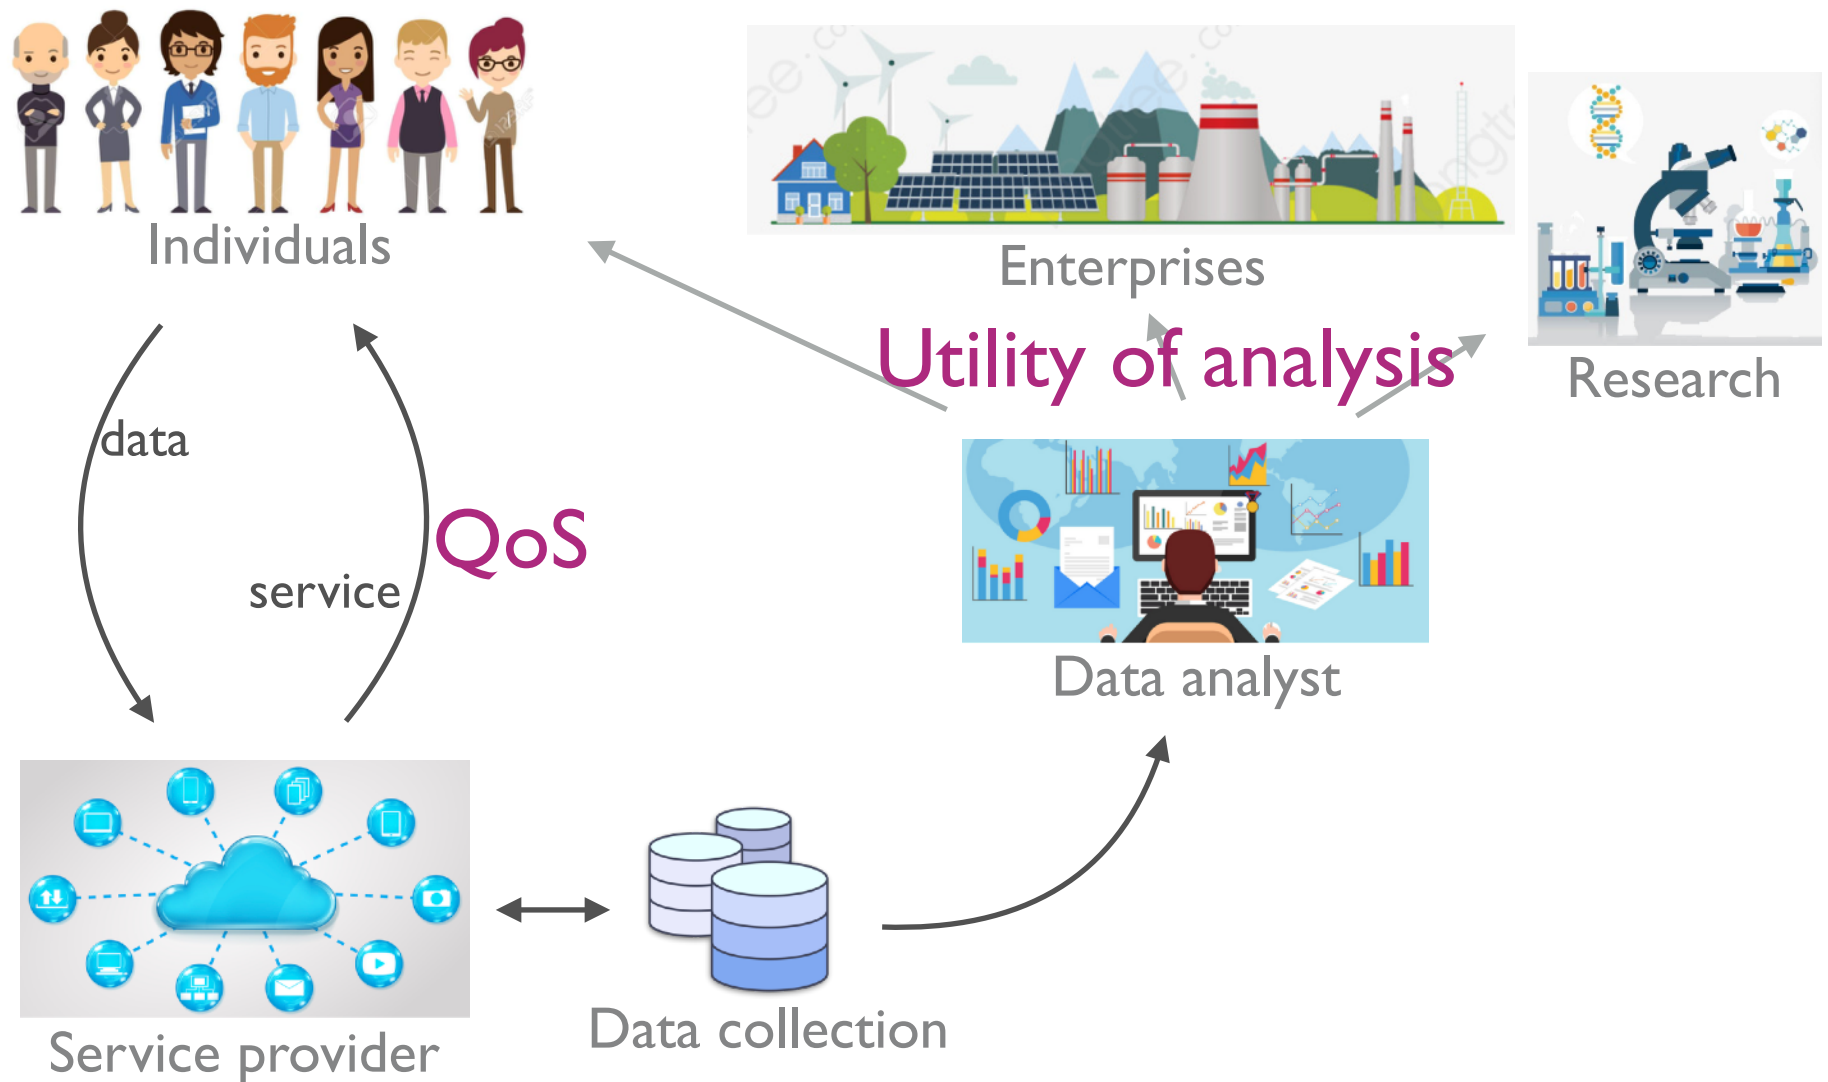 Individuals
Enterprises
Utility of analysis
Research
data
QoS
service
Data analyst
Data collection
Service provider